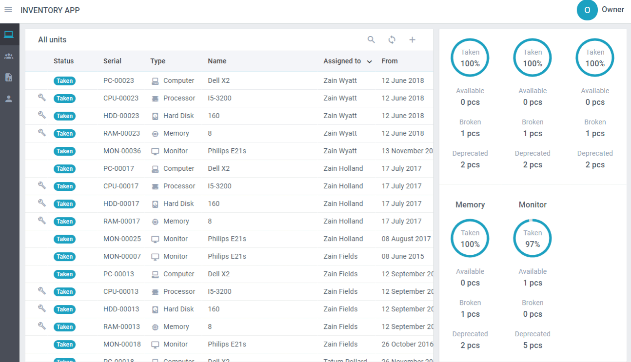 INVENTORY APP
O Owner
All units
Status Serial Type Name Assigned to From
Taken PC-00023 Computer Dell X2 Zain Wyatt 12 June 2018
Taken CPU-00023 Processor I5-3200 Zain Wyatt 12 June 2018
Taken HDD-00023 Hard Disk 160 Zain Wyatt 12 June 2018
Taken RAM-00023 Memory 8 Zain Wyatt 12 June 2018
Taken MON-00036 Monitor Philips E21s Zain Wyatt 13 November 20
Taken PC-00017 Computer Dell X2 Zain Holland 17 July 2017
Taken CPU-00017 Processor I5-3200 Zain Holland 17 July 2017
Taken HDD-00017 Hard Disk 160 Zain Holland 17 July 2017
Taken RAM-00017 Memory 8 Zain Holland 17 July 2017
Taken MON-00025 Monitor Philips E21s Zain Holland 08 August 2017
Taken MON-00007 Monitor Philips E21s Zain Fields 08 June 2015
Taken PC-00013 Computer Dell X2 Zain Fields 12 September 20
Taken CPU-00013 Processor I5-3200 Zain Fields 12 September 20
Taken HDD-00013 Hard Disk 160 Zain Fields 12 September 20
Taken RAM-00013 Memory 8 Zain Fields 12 September 20
Taken MON-00018 Monitor Philips E21s Zain Fields 26 October 2016
Taken PC-00018 Computer Dell X2 Tatum Pollard 26 November 20
Taken Taken Taken
100% 100% 100%
Available Available Available
0 pcs 0 pcs 0 pcs
Broken Broken Broken
1 pcs 1 pcs 1 pcs
Deprecated Deprecated Deprecated
2 pcs 2 pcs 2 pcs
Memory Monitor
Taken Taken
100% 97%
Available Available
0 pcs 1 pcs
Broken Broken
1 pcs 0 pcs
Deprecated Deprecated
2 pcs 5 pcs